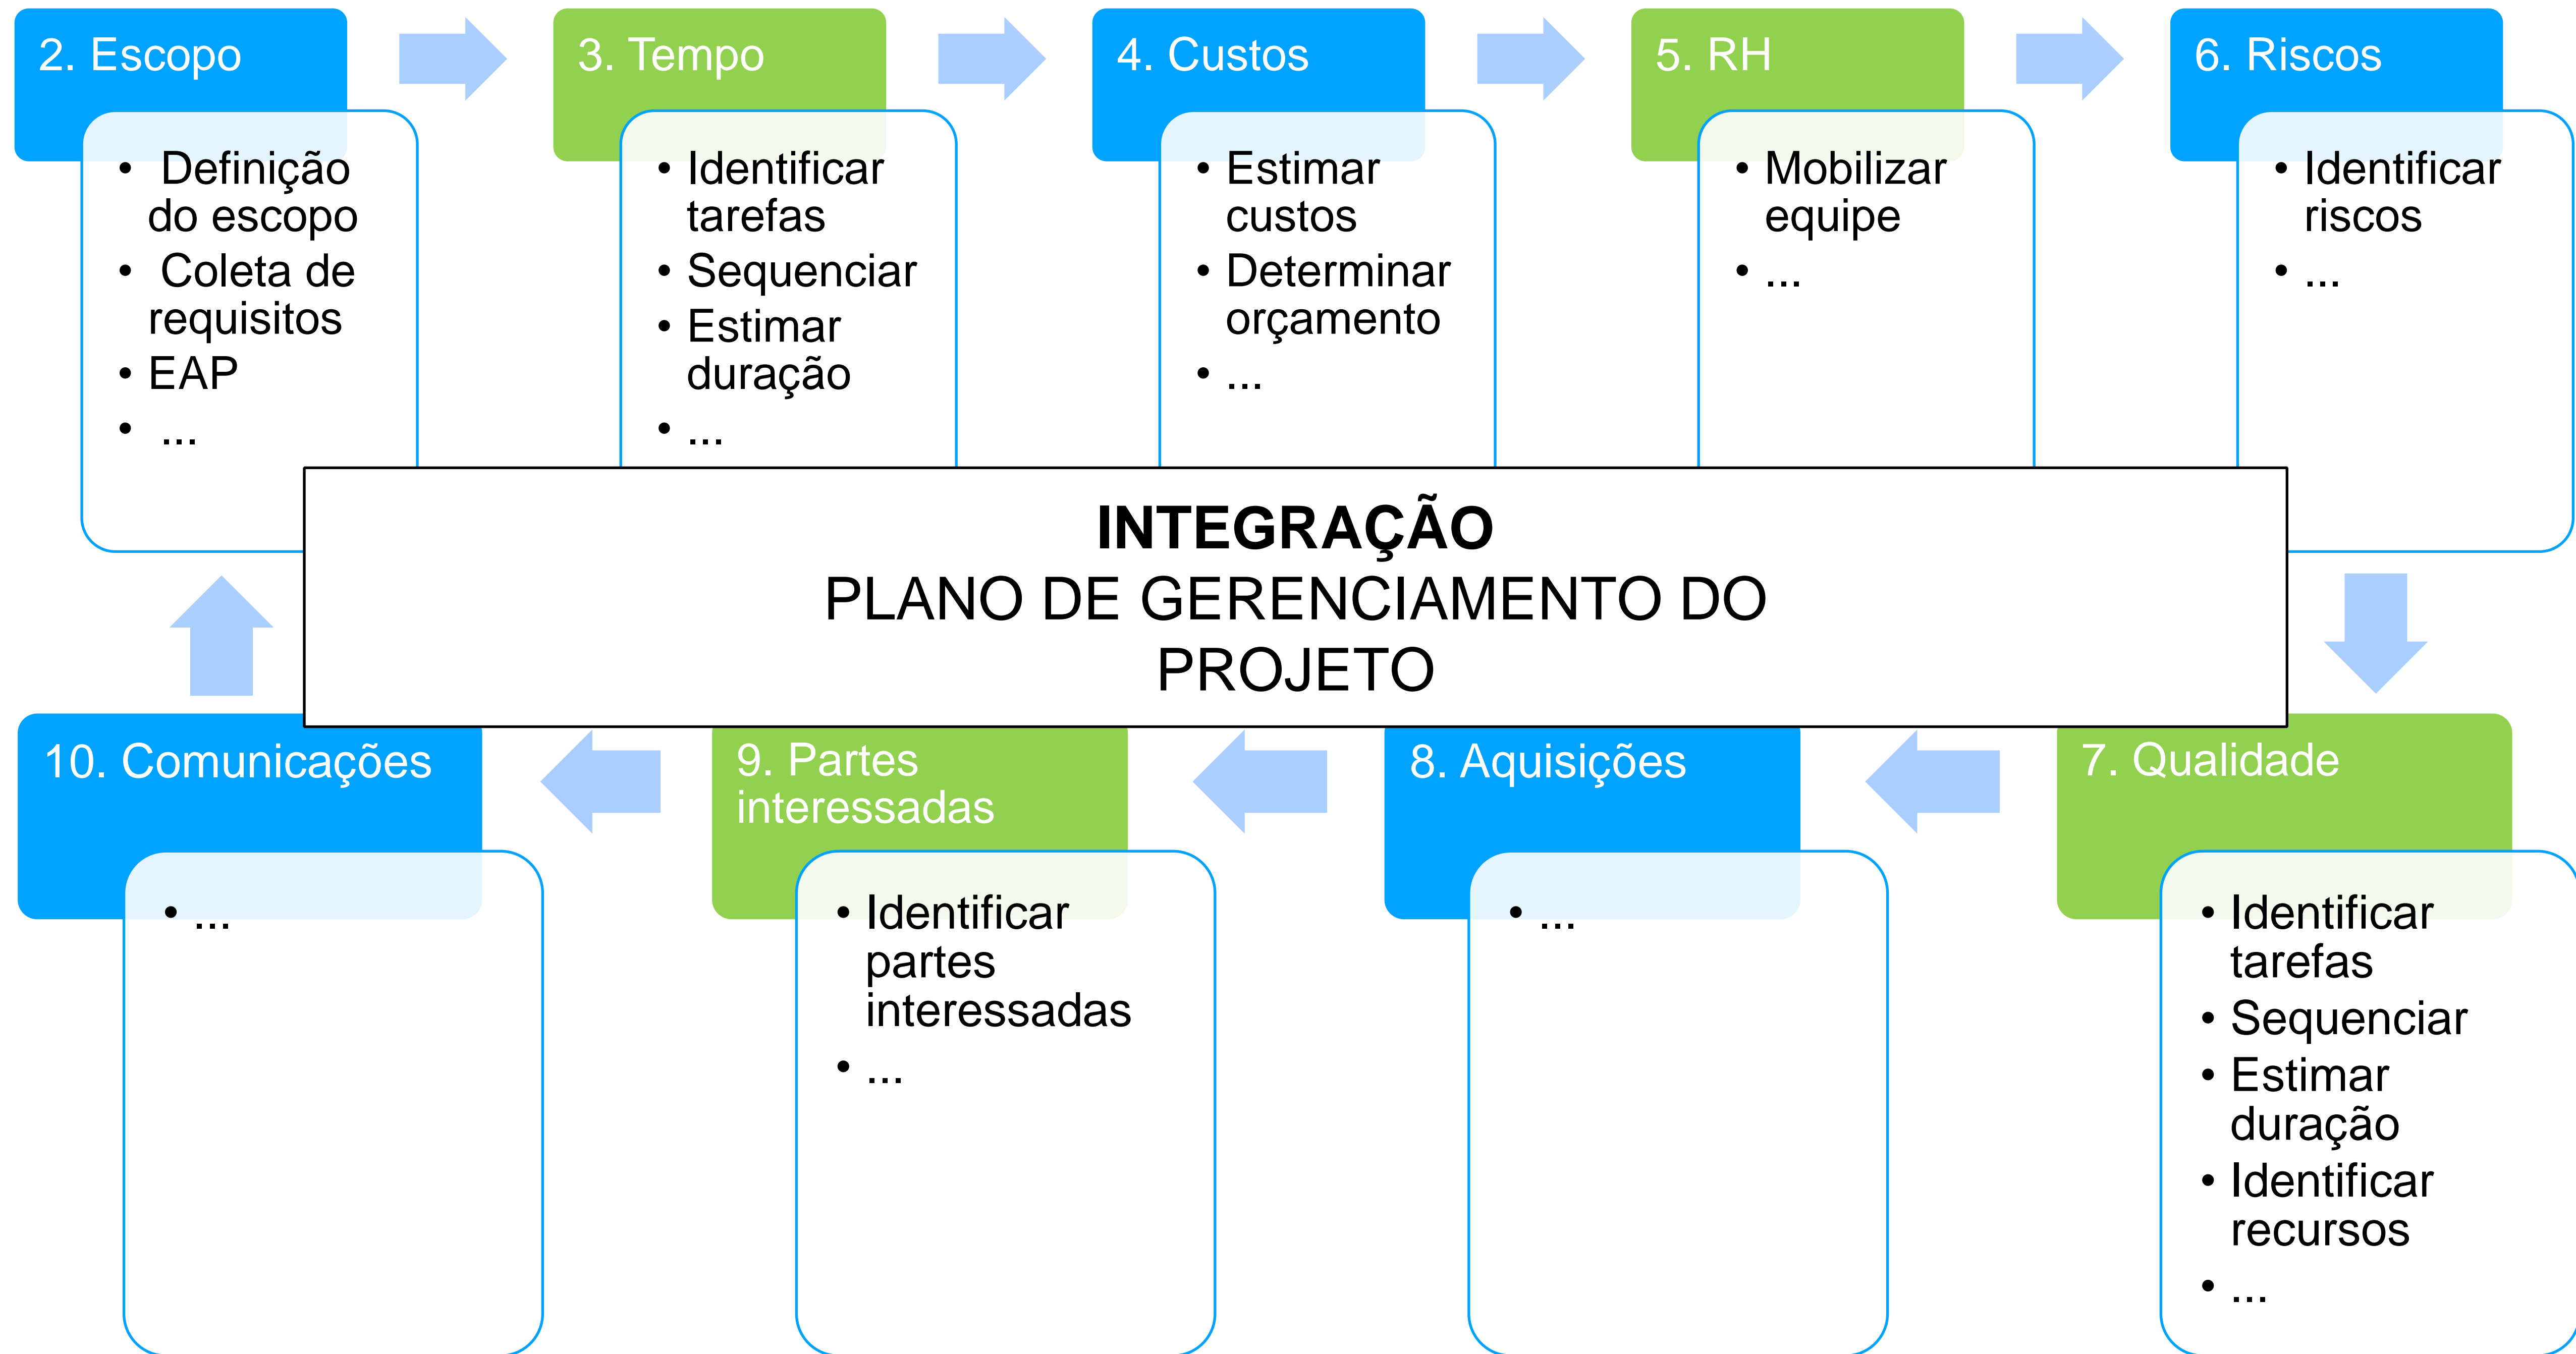 2. Escopo
• Definição
do escopo
• Coleta de
requisitos
• EAP
• ...
3. Tempo
• Identificar
tarefas
• Sequenciar
• Estimar
duração
• ...
4. Custos
• Estimar
custos
• Determinar
orçamento
• ...
5. RH
• Mobilizar
equipe
• ...
6. Riscos
• Identificar
riscos
• ...
INTEGRAÇÃO
PLANO DE GERENCIAMENTO DO
PROJETO
10. Comunicações
• ...
9. Partes
interessadas
• Identificar
partes
interessadas
• ...
8. Aquisições
• ...
7. Qualidade
• Identificar
tarefas
• Sequenciar
• Estimar
duração
• Identificar
recursos
• ...